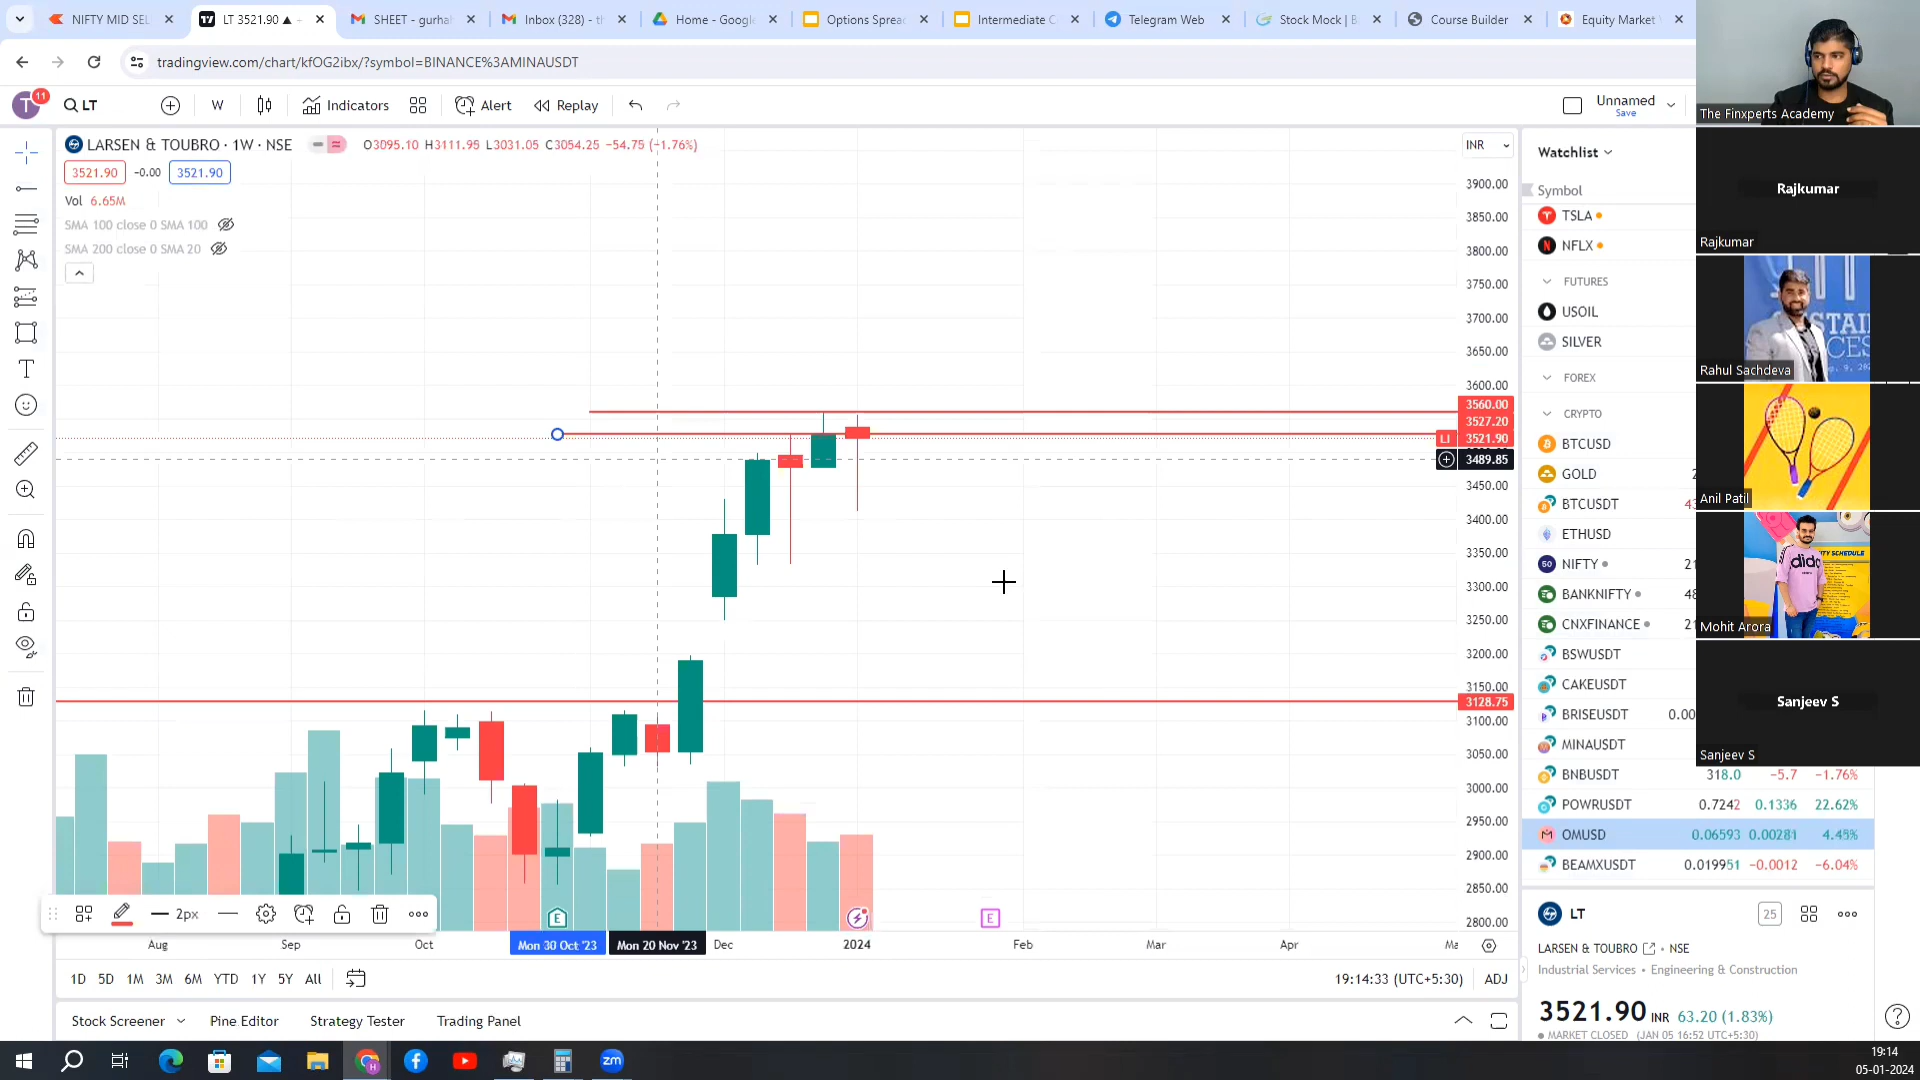 NIFTY MID SEL
LT 3521.90 ▲
SHEET - gurhal
Inbox (328) - t
Home - Google
Options Sprea
Intermediate C
Telegram Web
Stock Mock | B
Course Builder
Equity Market
tradingview.com/chart/kfOG2ibx/?symbol=BINANCE%3AMINAUSDT
T 11 LT W Indicators Alert Replay Unnamed
Save
LARSEN & TOUBRO · 1W · NSE O3095.10 H3111.95 L3031.05 C3054.25 −54.75 (−1.76%)
3521.90 -0.00 3521.90
Vol 6.65M
SMA 100 close 0 SMA 100
SMA 200 close 0 SMA 20
INR
3900.00
3850.00
3800.00
3750.00
3700.00
3650.00
3600.00
3560.00
3527.20
LT 3521.90
3489.85
3450.00
3400.00
3350.00
3300.00
3250.00
3200.00
3150.00
3128.75
3100.00
3050.00
3000.00
2950.00
2900.00
2850.00
2800.00
2px
E
E
Aug Sep Oct Mon 30 Oct '23 Mon 20 Nov '23 Dec 2024 Feb Mar Apr Ma
1D 5D 1M 3M 6M YTD 1Y 5Y All
19:14:33 (UTC+5:30) ADJ
Stock Screener Pine Editor Strategy Tester Trading Panel
Watchlist
Symbol
TSLA
NFLX
FUTURES
USOIL
SILVER
FOREX
CRYPTO
BTCUSD
GOLD 2
BTCUSDT 43
ETHUSD
50 NIFTY 21
BANKNIFTY 48
CNXFINANCE 21
BSWUSDT
CAKEUSDT
BRISEUSDT 0.00
MINAUSDT
BNBUSDT 318.0 −5.7 −1.76%
POWRUSDT 0.7242 0.1336 22.62%
OMUSD 0.06593 0.00281 4.45%
BEAMXUSDT 0.019951 −0.0012 −6.04%
LT 25
LARSEN & TOUBRO • NSE
Industrial Services • Engineering & Construction
3521.90 INR 63.20 (1.83%)
MARKET CLOSED (JAN 05 16:52 UTC+5:30)
The Finxperts Academy
Rajkumar
Rajkumar
Rahul Sachdeva
Anil Patil
Mohit Arora
Sanjeev S
Sanjeev S
zm
19:14
05-01-2024